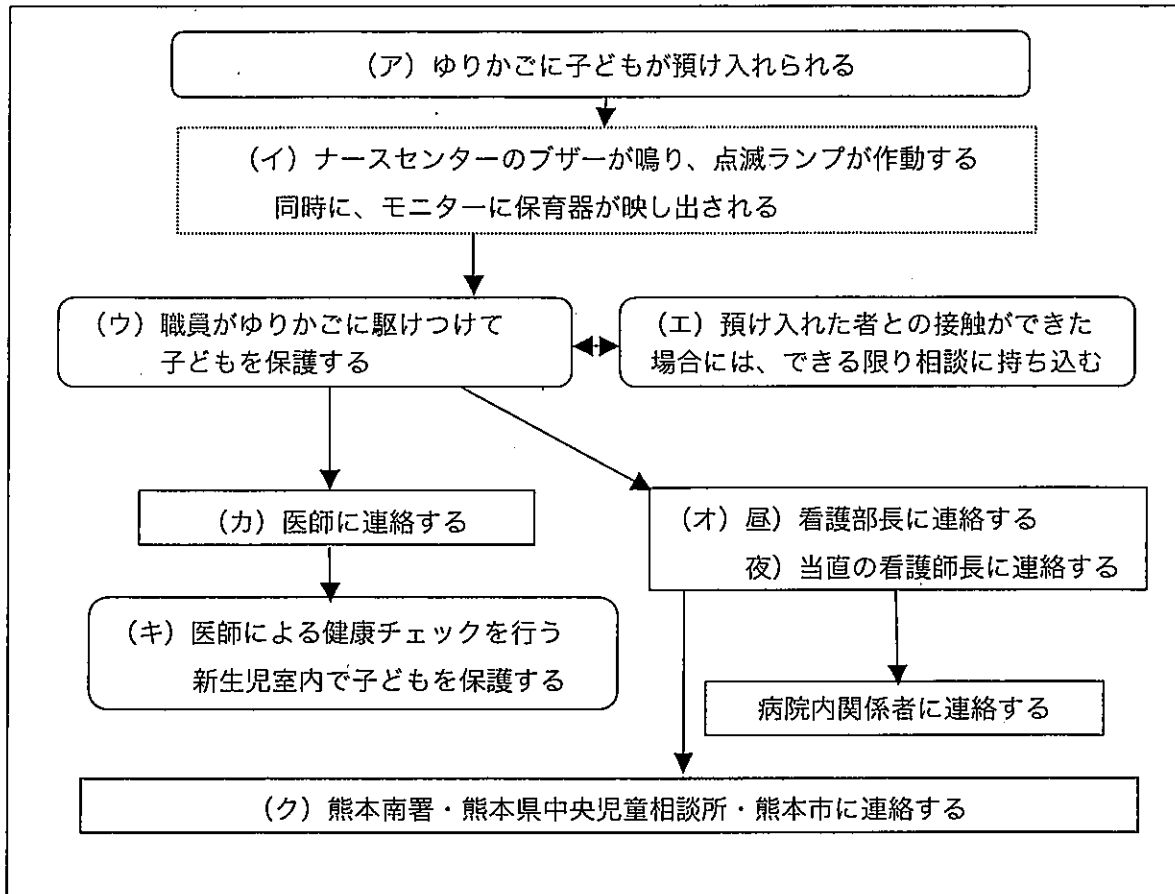 （ア）ゆりかごに子どもが預け入れられる
（イ）ナースセンターのブザーが鳴り、点滅ランプが作動する
同時に、モニターに保育器が映し出される
（ウ）職員がゆりかごに駆けつけて
子どもを保護する
（エ）預け入れた者との接触ができた
場合には、できる限り相談に持ち込む
（カ）医師に連絡する
（オ）昼）看護部長に連絡する
夜）当直の看護師長に連絡する
（キ）医師による健康チェックを行う
新生児室内で子どもを保護する
病院内関係者に連絡する
（ク）熊本南署・熊本県中央児童相談所・熊本市に連絡する